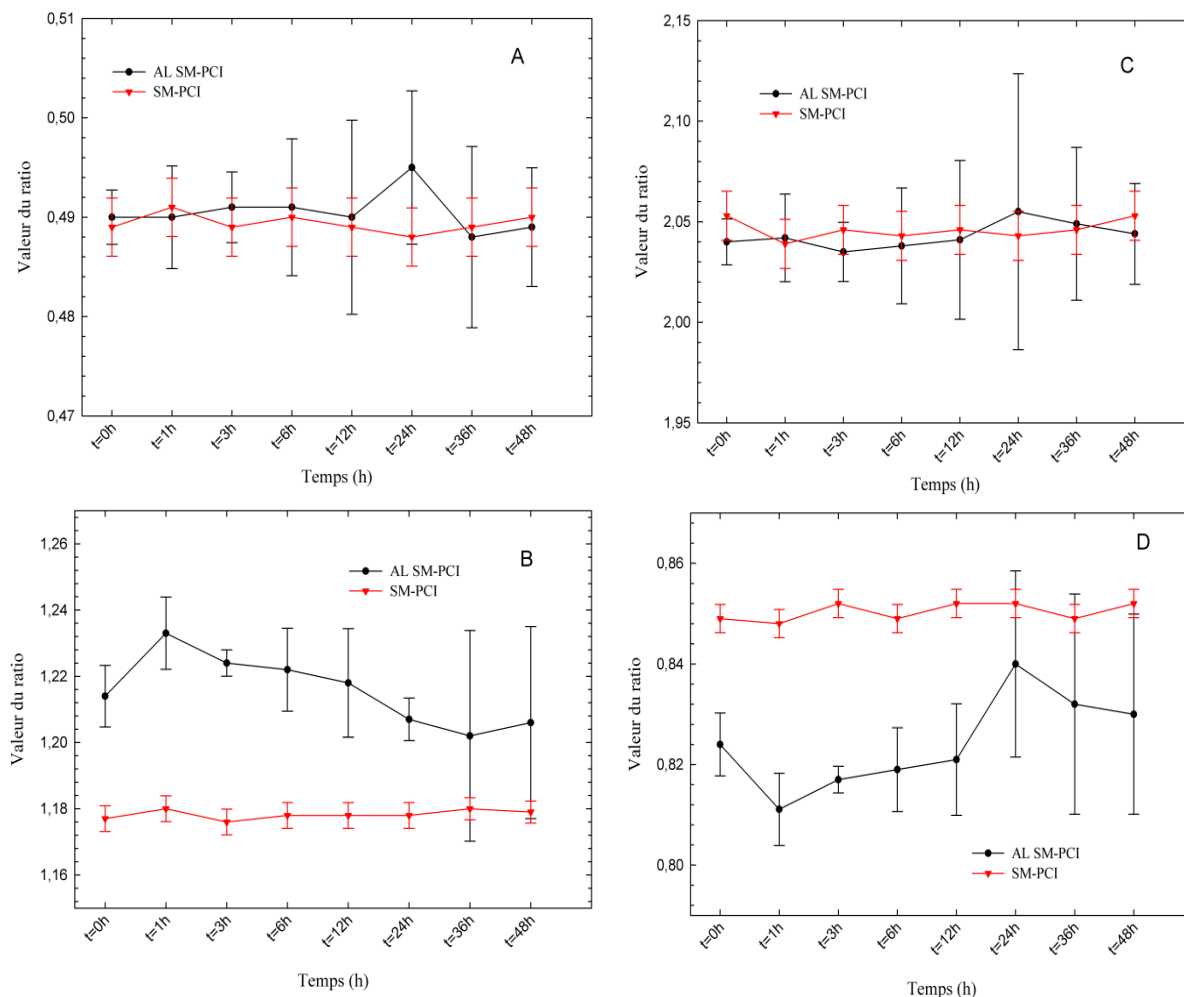 A
AL SM-PCI
SM-PCI
Valeur du ratio
0,51
0,50
0,49
0,48
0,47
t=0h
t=1h
t=3h
t=6h
t=12h
t=24h
t=36h
t=48h
Temps (h)
C
AL SM-PCI
SM-PCI
Valeur du ratio
2,15
2,10
2,05
2,00
1,95
t=0h
t=1h
t=3h
t=6h
t=12h
t=24h
t=36h
t=48h
Temps (h)
B
AL SM-PCI
SM-PCI
Valeur du ratio
1,26
1,24
1,22
1,20
1,18
1,16
t=0h
t=1h
t=3h
t=6h
t=12h
t=24h
t=36h
t=48h
Temps (h)
D
Valeur du ratio
0,86
0,84
0,82
0,80
AL SM-PCI
SM-PCI
t=0h
t=1h
t=3h
t=6h
t=12h
t=24h
t=36h
t=48h
Temps (h)